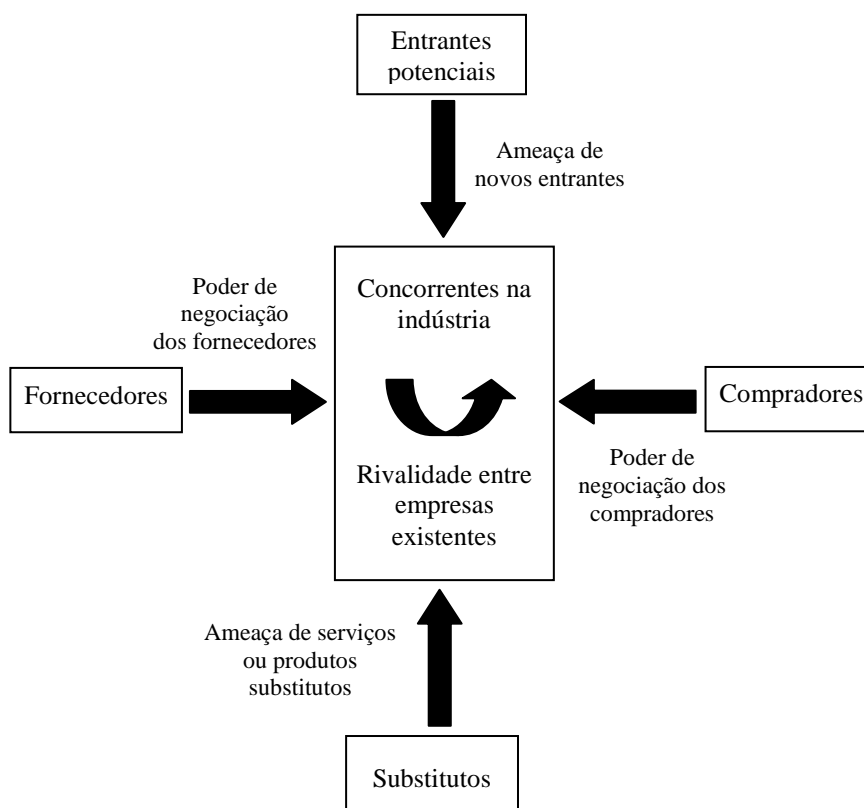 Entrantes
potenciais
Ameaça de
novos entrantes
Poder de
negociação
dos fornecedores
Concorrentes na
indústria
Fornecedores
Compradores
Rivalidade entre
empresas
existentes
Poder de
negociação dos
compradores
Ameaça de serviços
ou produtos
substitutos
Substitutos